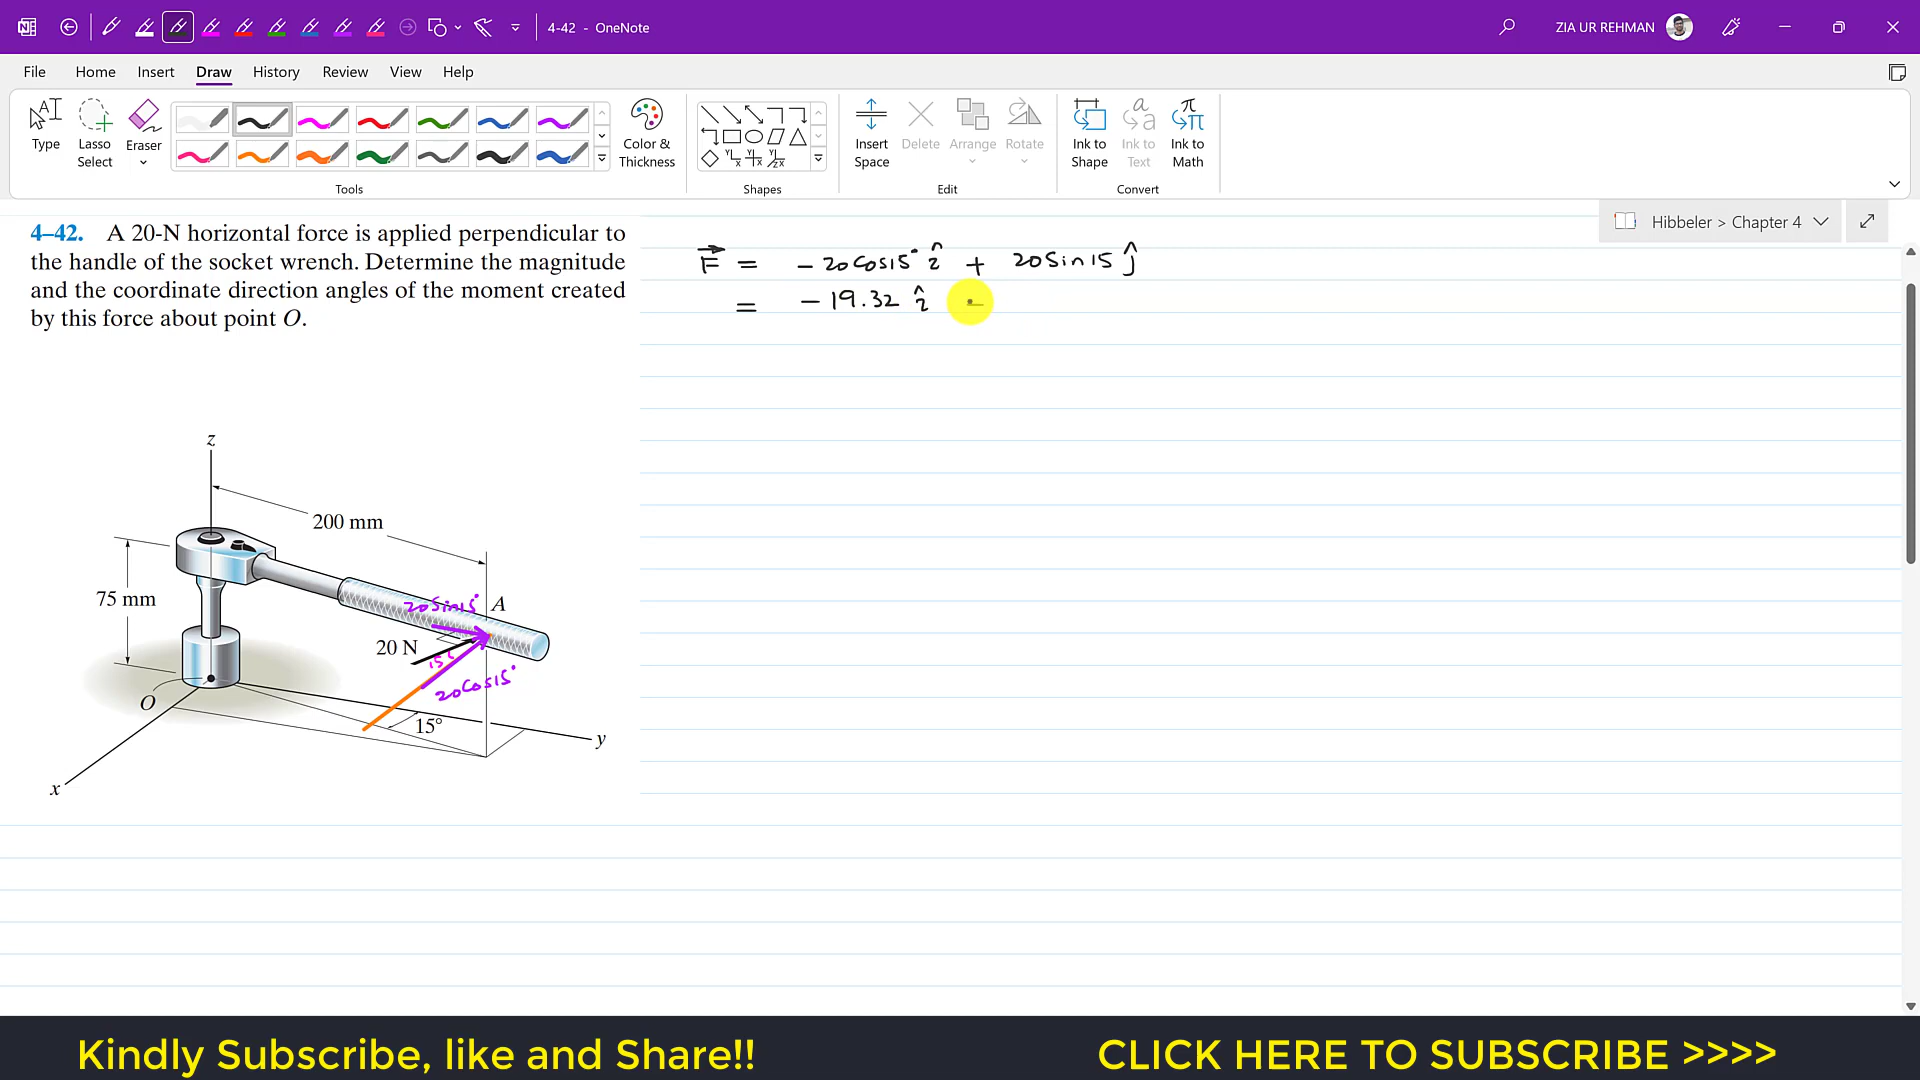 4-42 - OneNote
ZIA UR REHMAN
File Home Insert Draw History Review View Help
Type
Lasso Select
Eraser
Color & Thickness
Insert Space
Delete
Arrange
Rotate
Ink to Shape
Ink to Text
Ink to Math
Tools
Shapes
Edit
Convert
Hibbeler > Chapter 4
4–42. A 20-N horizontal force is applied perpendicular to
the handle of the socket wrench. Determine the magnitude
and the coordinate direction angles of the moment created
by this force about point O.
F = - 20cos15° î + 20Sin15 ĵ
= - 19.32 î
z
200 mm
75 mm
20Sin15°
A
20 N
15°
20cos15°
O
15°
y
x
Kindly Subscribe, like and Share!!
CLICK HERE TO SUBSCRIBE >>>>